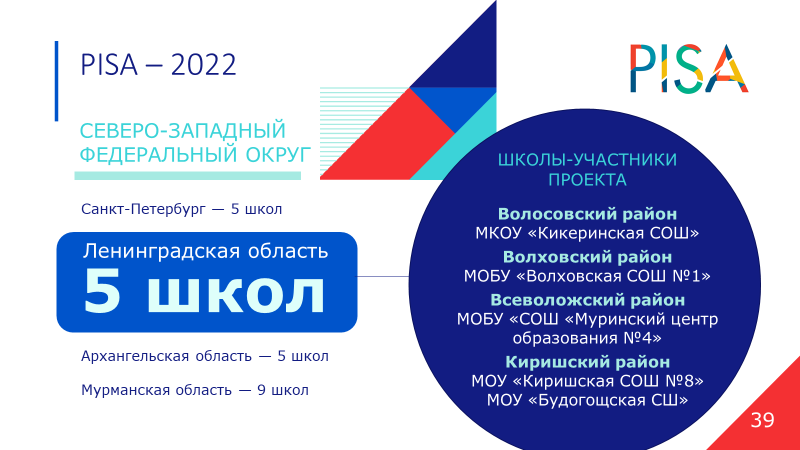 PISA – 2022
PISA
СЕВЕРО-ЗАПАДНЫЙ
ФЕДЕРАЛЬНЫЙ ОКРУГ
Санкт-Петербург — 5 школ
Ленинградская область
5 школ
Архангельская область — 5 школ
Мурманская область — 9 школ
ШКОЛЫ-УЧАСТНИКИ
ПРОЕКТА
Волосовский район
МКОУ «Кикеринская СОШ»
Волховский район
МОБУ «Волховская СОШ №1»
Всеволожский район
МОБУ «СОШ «Муринский центр
образования №4»
Киришский район
МОУ «Киришская СОШ №8»
МОУ «Будогощская СШ»
39